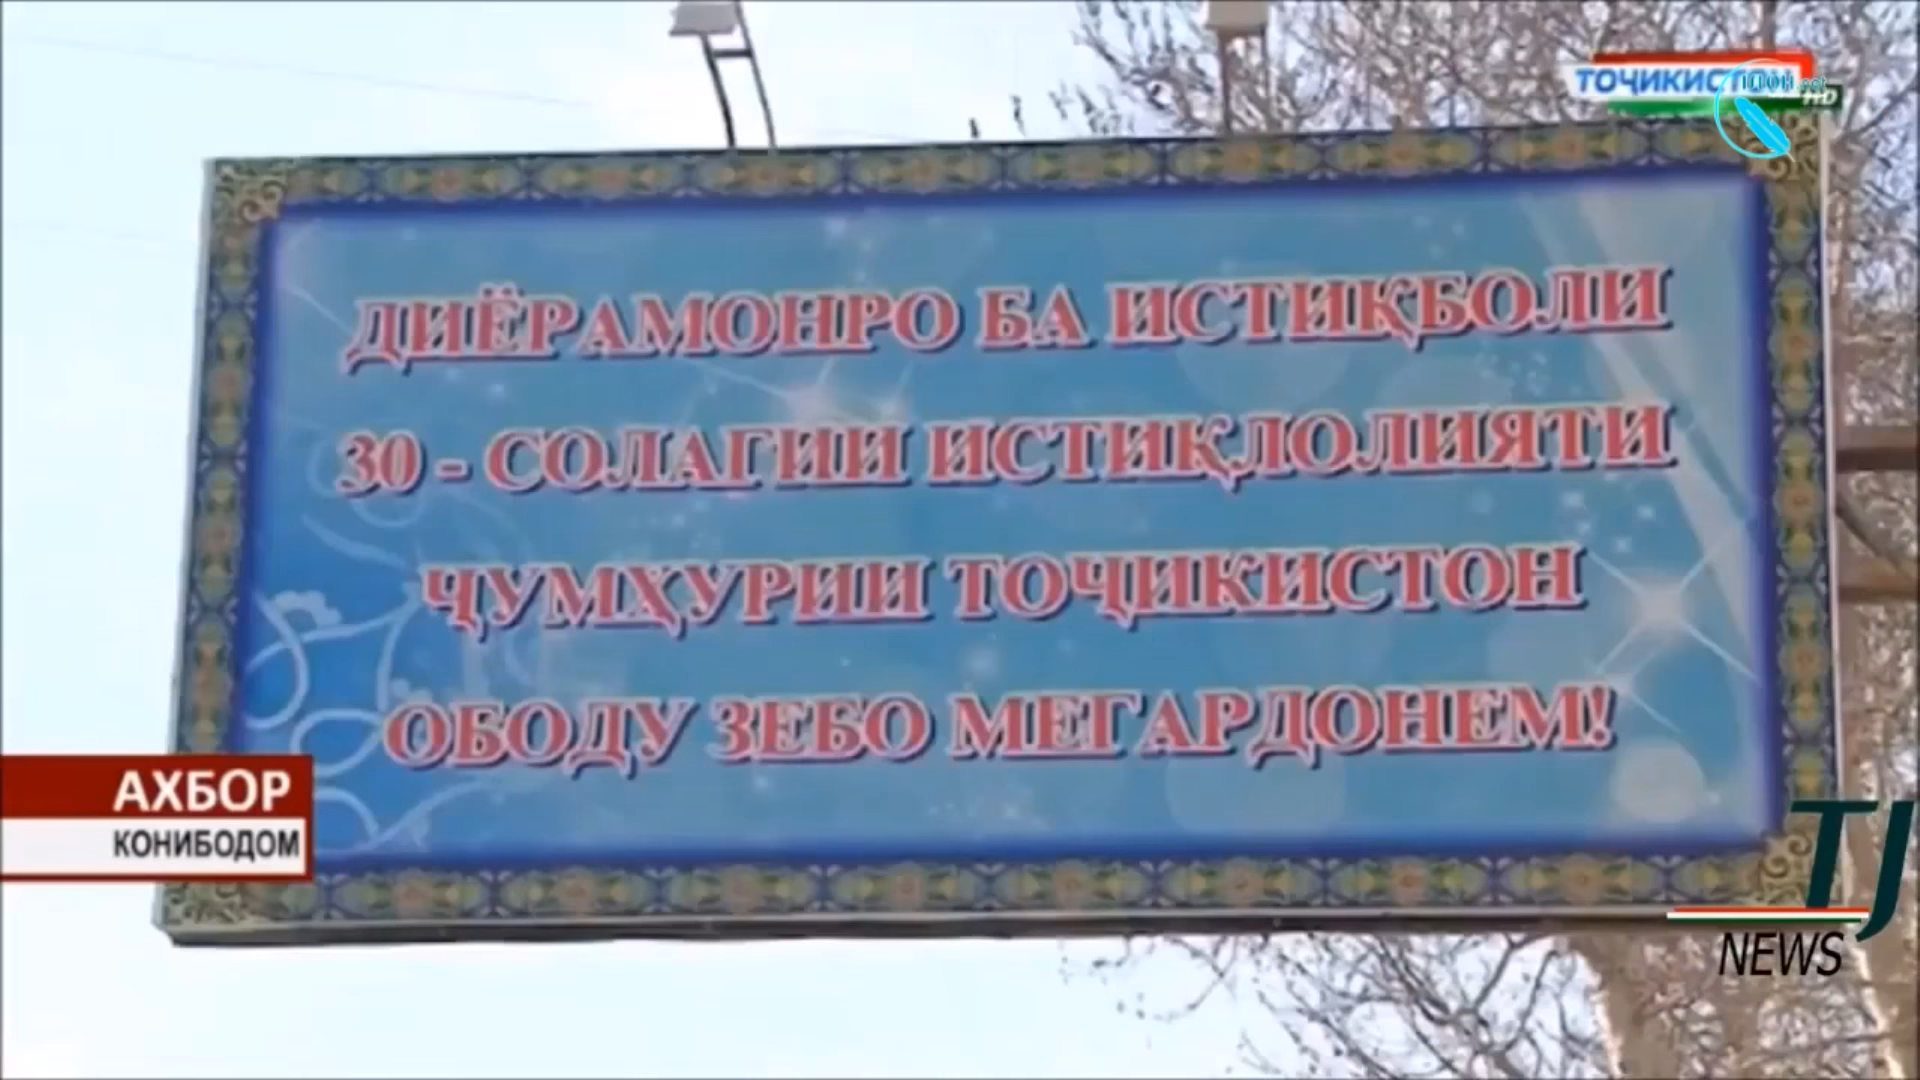 ТОҶИКИСТОН HD
ДИЁРАМОНРО БА ИСТИҚБОЛИ
30 - СОЛАГИИ ИСТИҚЛОЛИЯТИ
ҶУМҲУРИИ ТОҶИКИСТОН
ОБОДУ ЗЕБО МЕГАРДОНЕМ!
АХБОР
КОНИБОДОМ
TJ
NEWS